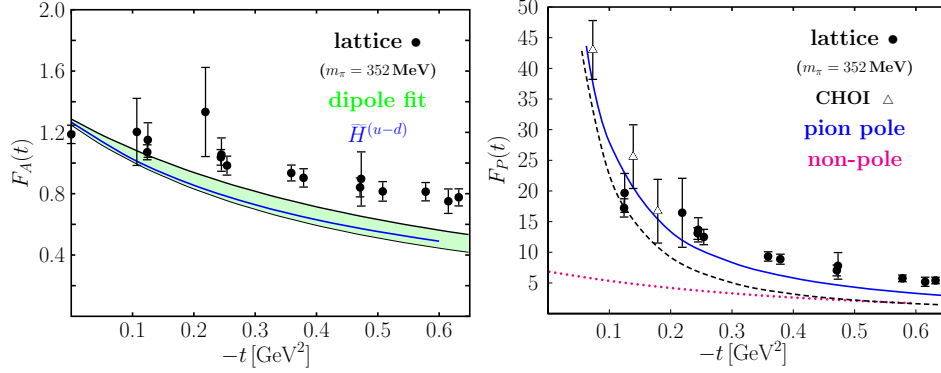 2.0
1.6
1.2
0.8
0.4
0.1 0.2 0.3 0.4 0.5 0.6
F_A(t)
−t [GeV²]
lattice ●
(m_π = 352 MeV)
dipole fit
H̃^(u−d)
50
45
40
35
30
25
20
15
10
5
0.1 0.2 0.3 0.4 0.5 0.6
F_P(t)
−t [GeV²]
lattice ●
(m_π = 352 MeV)
CHOI △
pion pole
non-pole